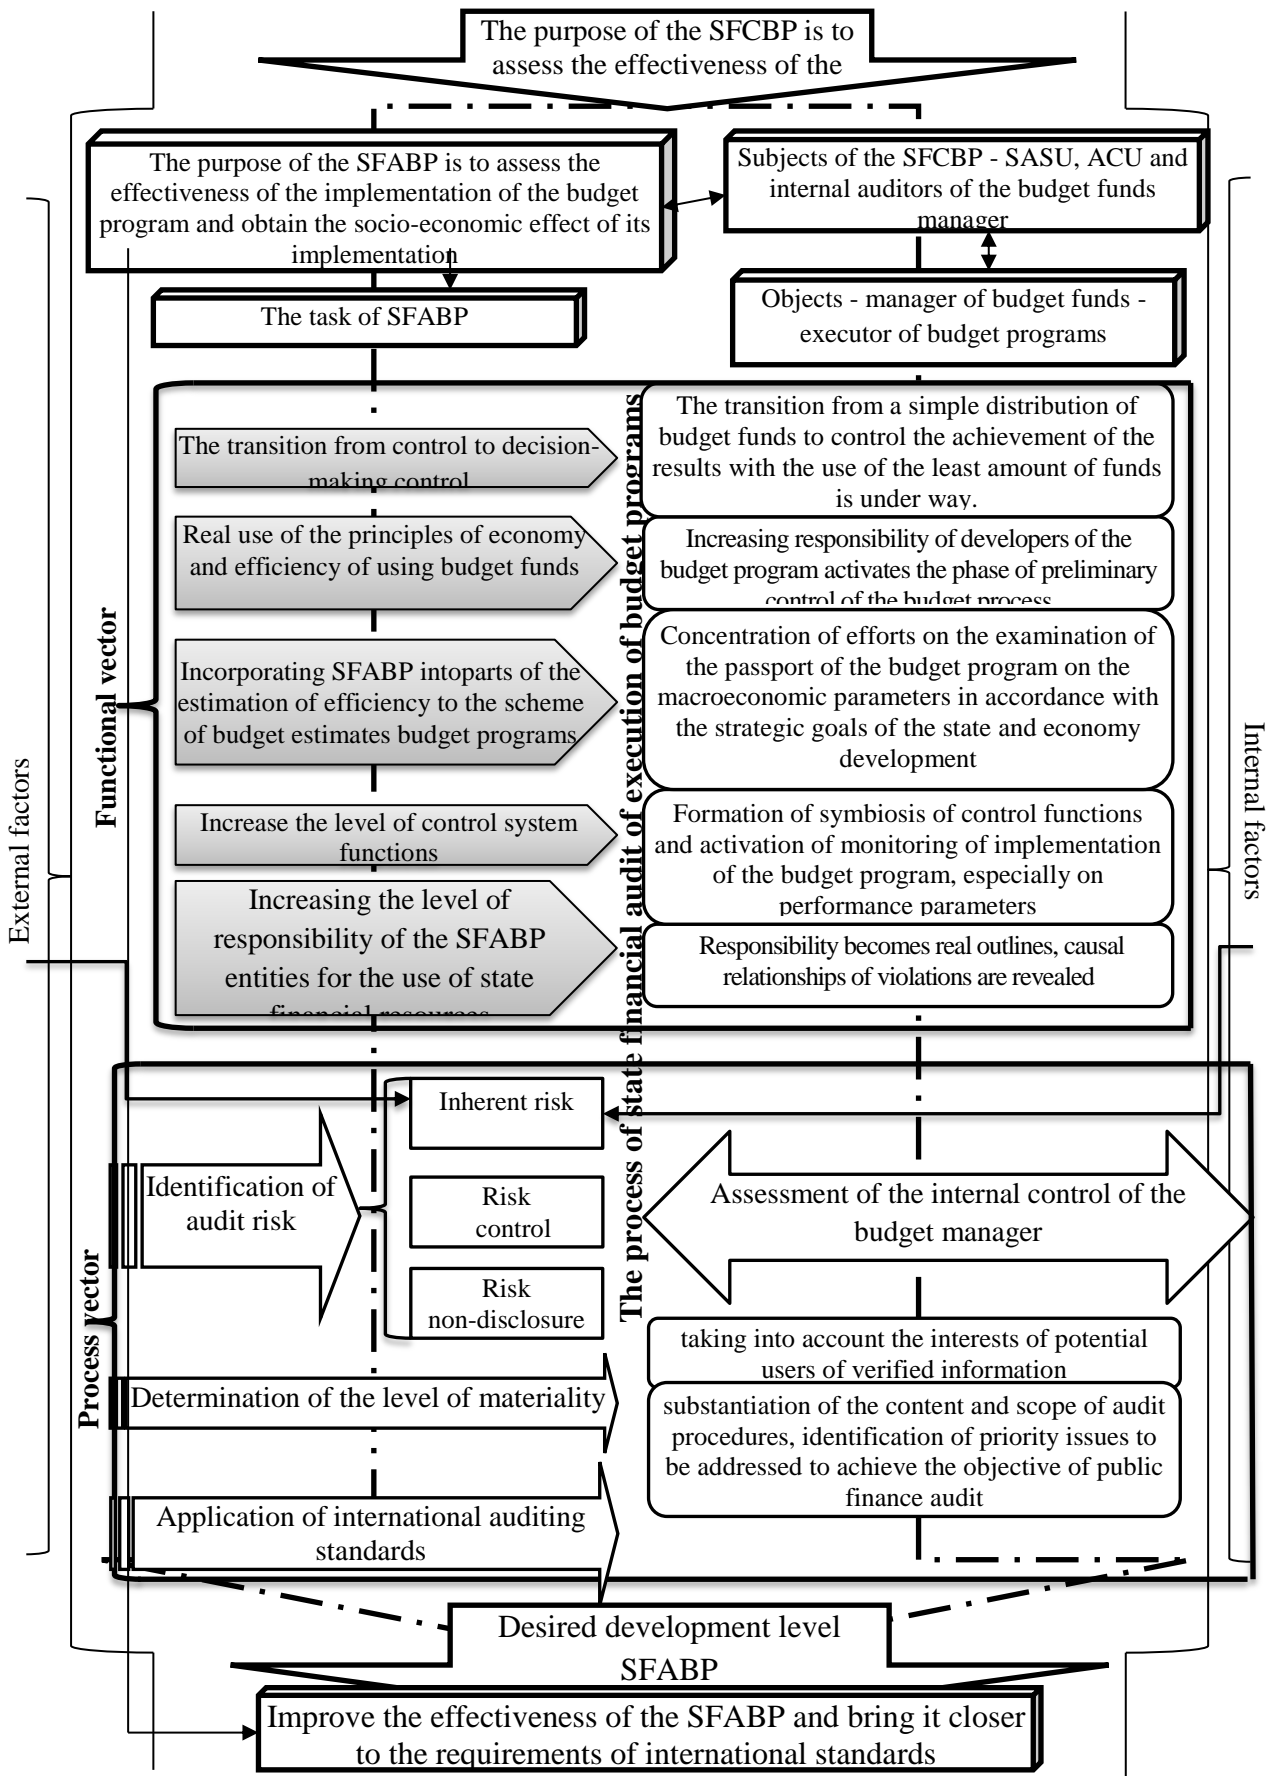 The purpose of the SFCBP is to
assess the effectiveness of the
The purpose of the SFABP is to assess the
effectiveness of the implementation of the budget
program and obtain the socio-economic effect of its
implementation
Subjects of the SFCBP - SASU, ACU and
internal auditors of the budget funds
manager
The task of SFABP
Objects - manager of budget funds -
executor of budget programs
External factors
Internal factors
Functional vector
The process of state financial audit of execution of budget programs
The transition from control to decision-
making control
The transition from a simple distribution of
budget funds to control the achievement of the
results with the use of the least amount of funds
is under way.
Real use of the principles of economy
and efficiency of using budget funds
Increasing responsibility of developers of the
budget program activates the phase of preliminary
control of the budget process
Incorporating SFABP intoparts of the
estimation of efficiency to the scheme
of budget estimates budget programs
Concentration of efforts on the examination of
the passport of the budget program on the
macroeconomic parameters in accordance with
the strategic goals of the state and economy
development
Increase the level of control system
functions
Formation of symbiosis of control functions
and activation of monitoring of implementation
of the budget program, especially on
performance parameters
Increasing the level of
responsibility of the SFABP
entities for the use of state
financial resources
Responsibility becomes real outlines, causal
relationships of violations are revealed
Process vector
Identification of
audit risk
Inherent risk
Risk
control
Risk
non-disclosure
Assessment of the internal control of the
budget manager
Determination of the level of materiality
taking into account the interests of potential
users of verified information
substantiation of the content and scope of audit
procedures, identification of priority issues to
be addressed to achieve the objective of public
finance audit
Application of international auditing
standards
Desired development level
SFABP
Improve the effectiveness of the SFABP and bring it closer
to the requirements of international standards